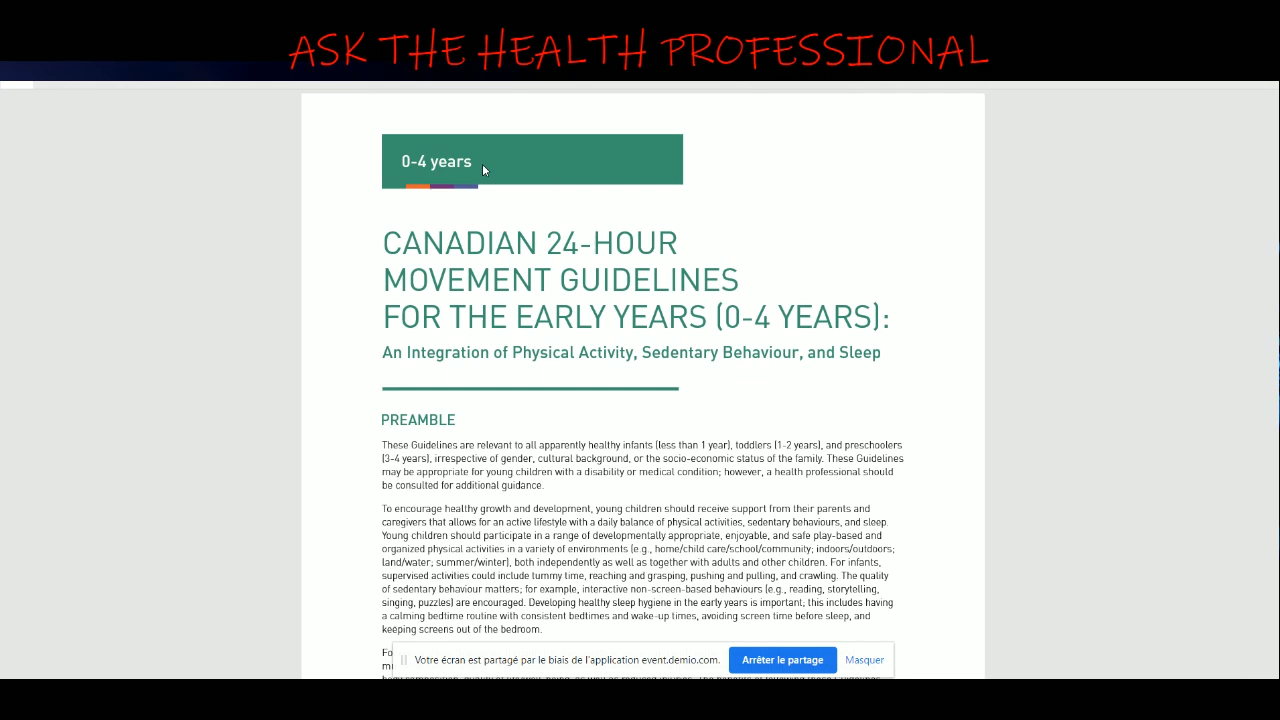 ASK THE HEALTH PROFESSIONAL
0-4 years
CANADIAN 24-HOUR
MOVEMENT GUIDELINES
FOR THE EARLY YEARS (0-4 YEARS):
An Integration of Physical Activity, Sedentary Behaviour, and Sleep
PREAMBLE
These Guidelines are relevant to all apparently healthy infants (less than 1 year), toddlers (1-2 years), and preschoolers
(3-4 years), irrespective of gender, cultural background, or the socio-economic status of the family. These Guidelines
may be appropriate for young children with a disability or medical condition; however, a health professional should
be consulted for additional guidance.
To encourage healthy growth and development, young children should receive support from their parents and
caregivers that allows for an active lifestyle with a daily balance of physical activities, sedentary behaviours, and sleep.
Young children should participate in a range of developmentally appropriate, enjoyable, and safe play-based and
organized physical activities in a variety of environments (e.g., home/child care/school/community; indoors/outdoors;
land/water; summer/winter), both independently as well as together with adults and other children. For infants,
supervised activities could include tummy time, reaching and grasping, pushing and pulling, and crawling. The quality
of sedentary behaviour matters; for example, interactive non-screen-based behaviours (e.g., reading, storytelling,
singing, puzzles) are encouraged. Developing healthy sleep hygiene in the early years is important; this includes having
a calming bedtime routine with consistent bedtimes and wake-up times, avoiding screen time before sleep, and
keeping screens out of the bedroom.
Votre écran est partagé par le biais de l'application event.demio.com.
Arrêter le partage
Masquer